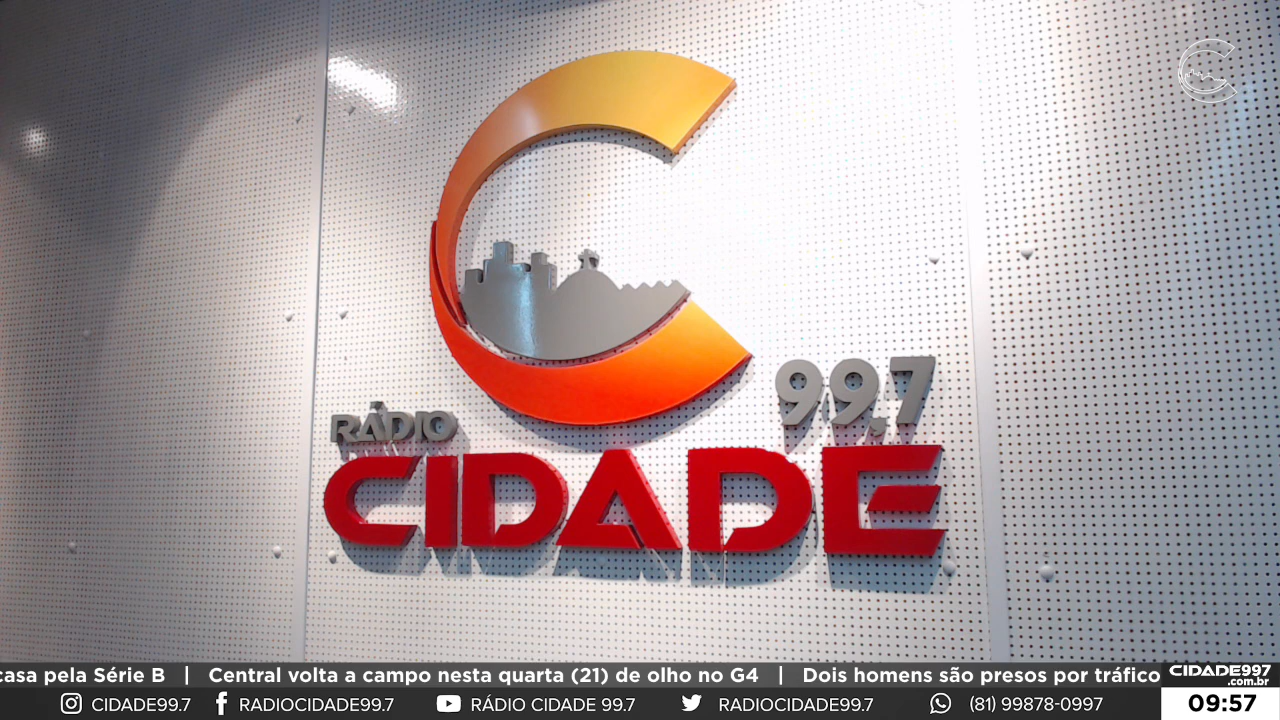 RÁDIO
99,7
CIDADE
casa pela Série B | Central volta a campo nesta quarta (21) de olho no G4 | Dois homens são presos por tráfico
CIDADE997
.com.br
CIDADE99.7 RADIOCIDADE99.7 RÁDIO CIDADE 99.7 RADIOCIDADE99.7 (81) 99878-0997
09:57